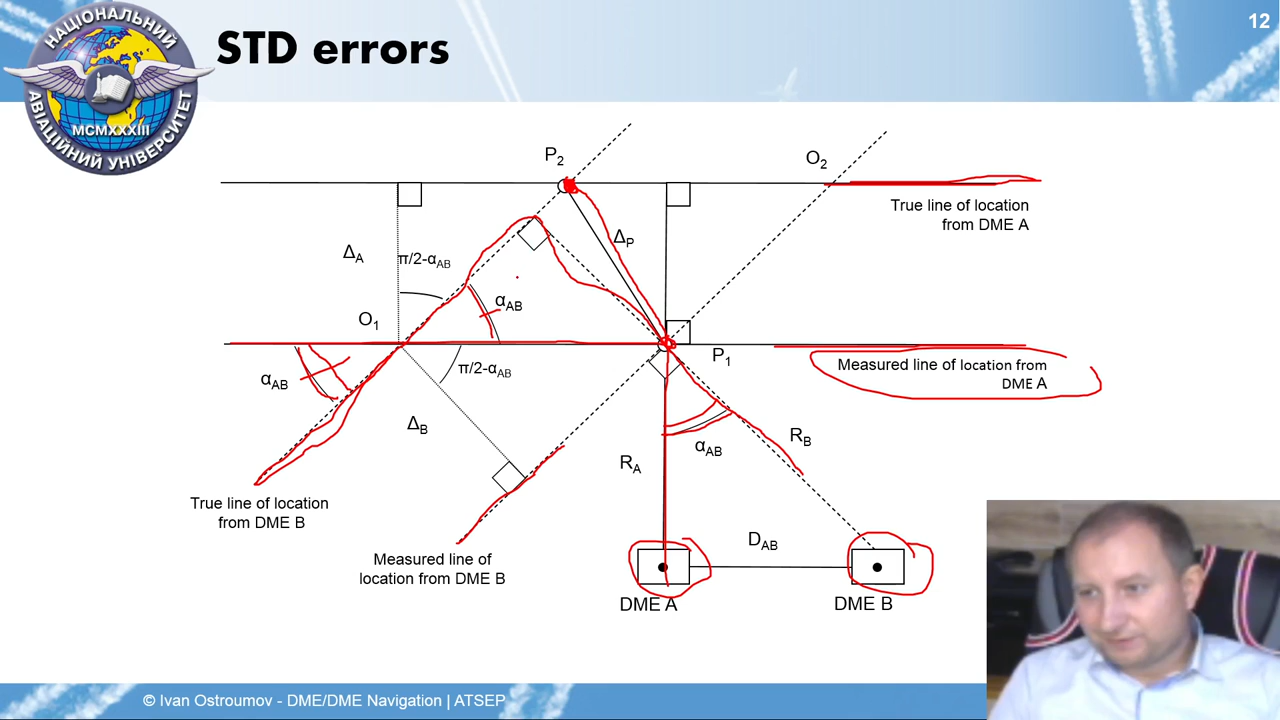 12
НАЦІОНАЛЬНИЙ
АВІАЦІЙНИЙ УНІВЕРСИТЕТ
MCMXXXIII
STD errors
P2
O2
True line of location
from DME A
ΔP
ΔA
π/2-αAB
αAB
O1
P1
Measured line of location from
DME A
αAB
π/2-αAB
ΔB
αAB
RB
RA
True line of location
from DME B
Measured line of
location from DME B
DAB
DME A
DME B
© Ivan Ostroumov - DME/DME Navigation | ATSEP